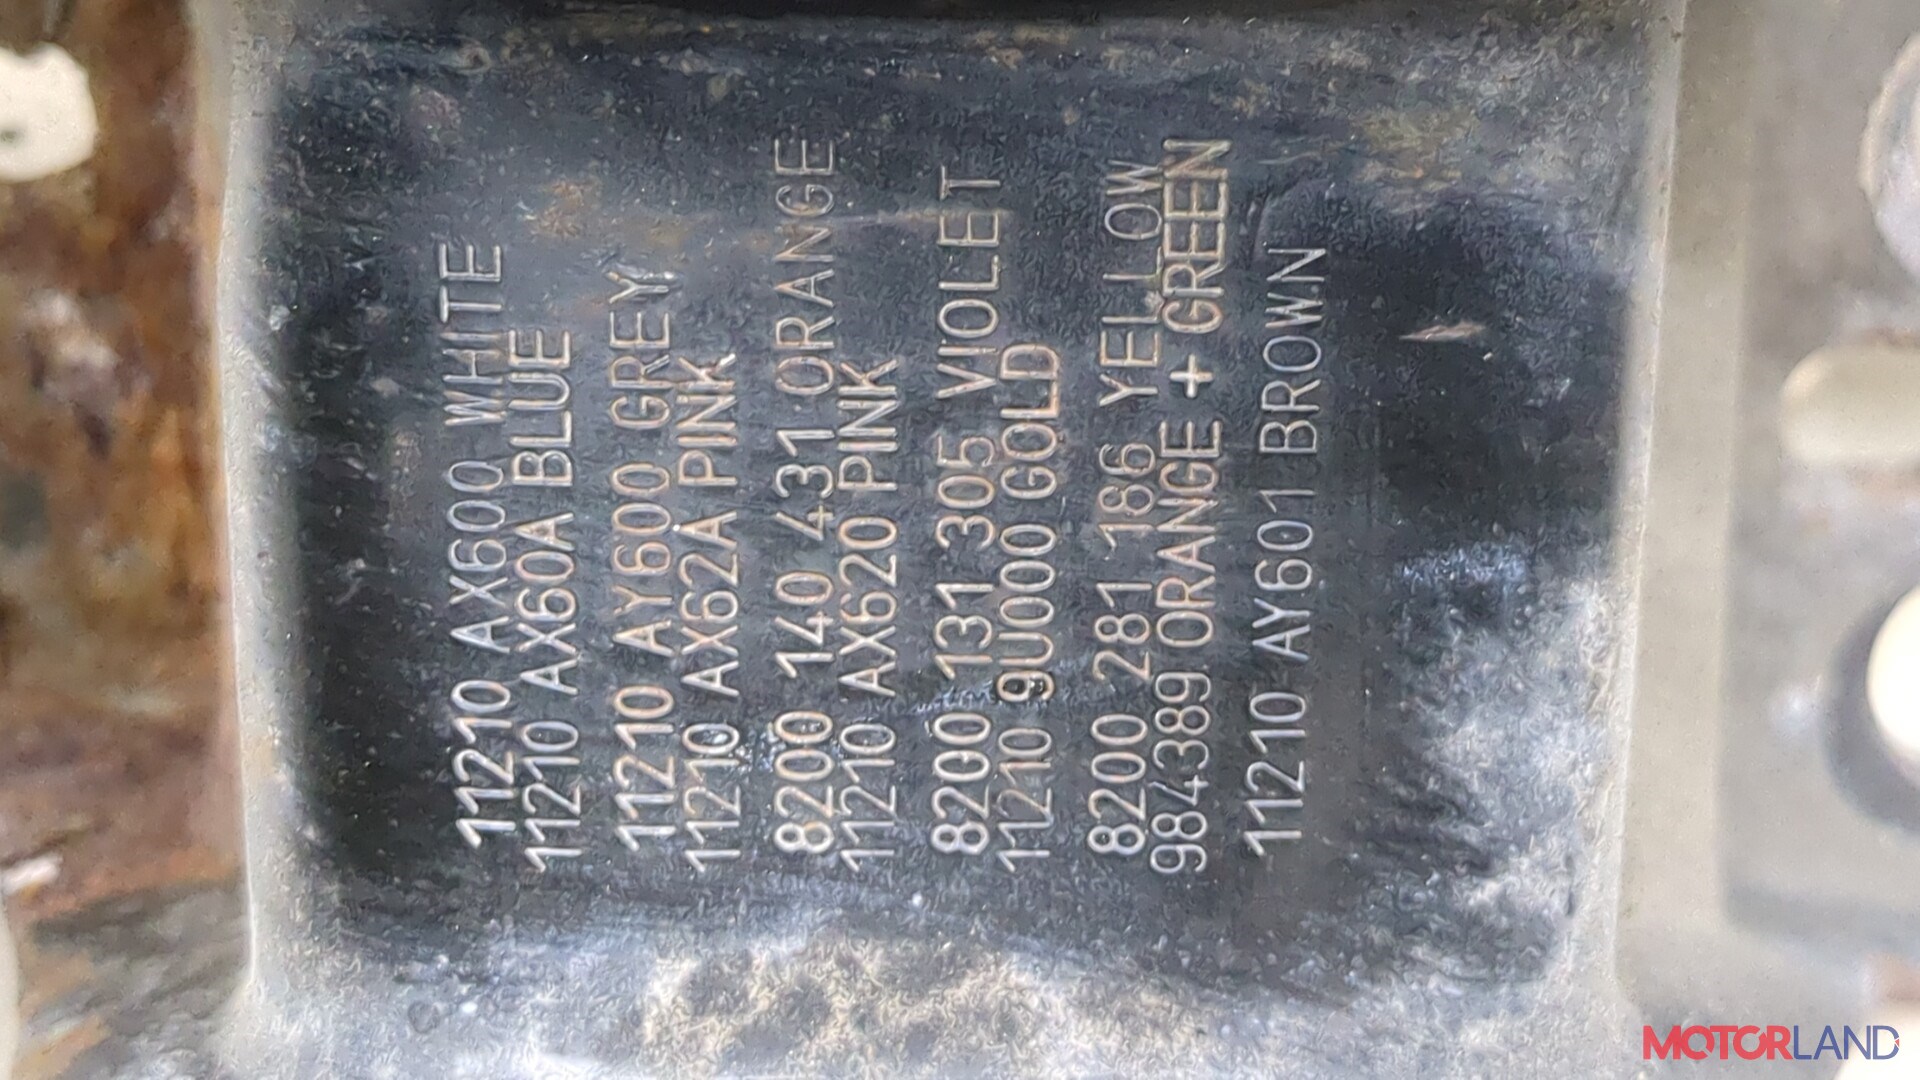 11210 AX600 WHITE
11210 AX60A BLUE
11210 AY600 GREY
11210 AX62A PINK
8200 140 431 ORANGE
11210 AX620 PINK
8200 131 305 VIOLET
11210 9U000 GOLD
8200 281 186 YELLOW
984389 ORANGE + GREEN
11210 AY601 BROWN
MOTORLAND